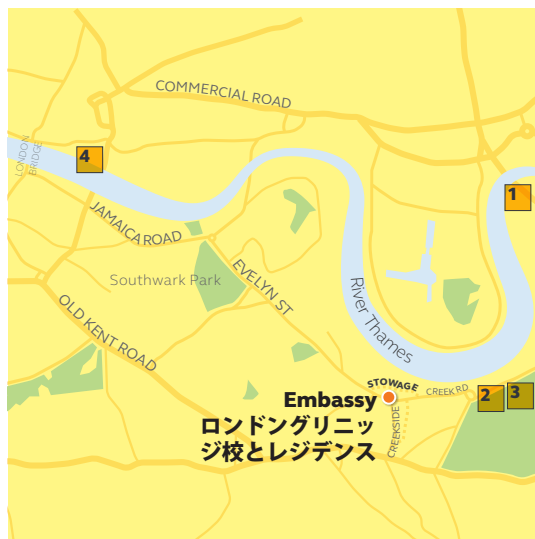 COMMERCIAL ROAD
LONDON
BRIDGE
4
1
JAMAICA ROAD
Southwark Park
EVELYN ST
OLD KENT ROAD
River Thames
STOWAGE
CREEK RD
2
3
Embassy
ロンドングリニッ
ジ校とレジデンス
CREEKSIDE